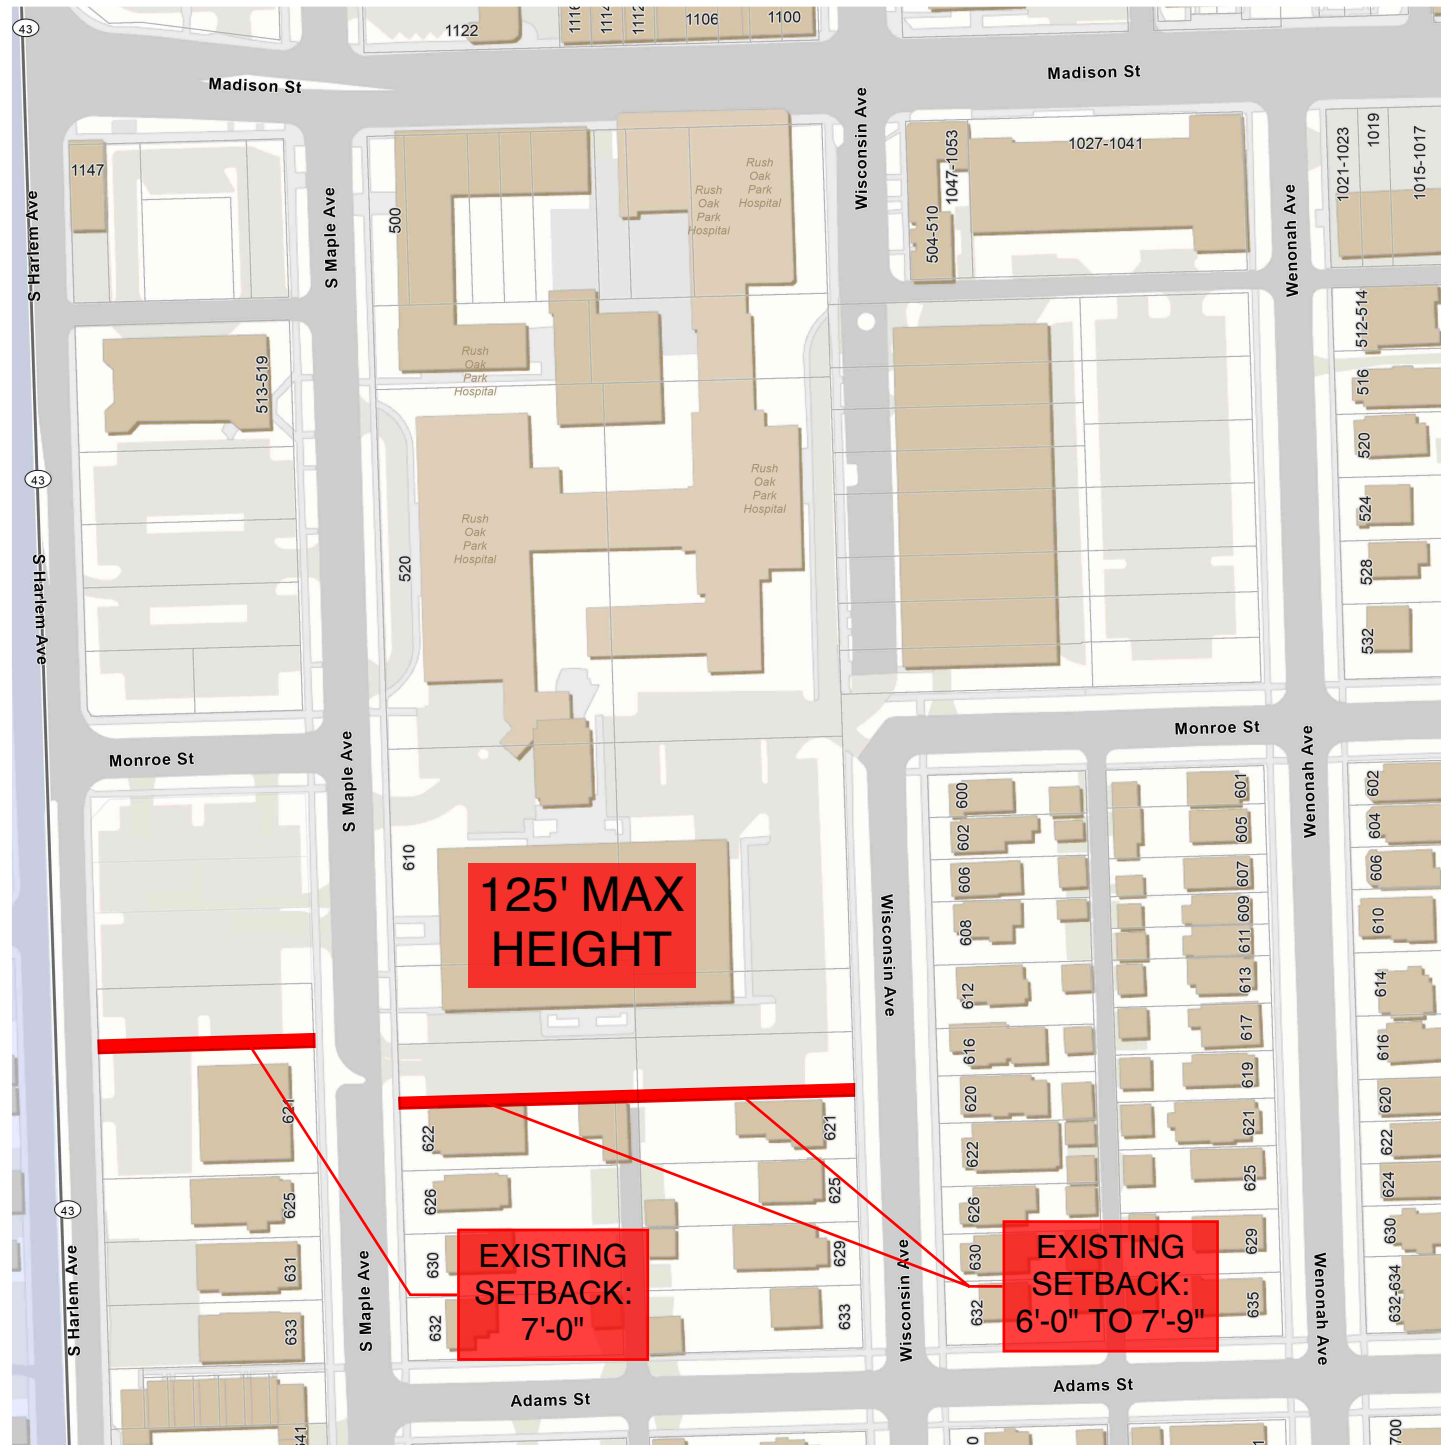 43
1122
1116
1114
1112
1106
1100
Madison St
Madison St
1147
S Harlem Ave
S Maple Ave
500
Rush
Oak
Park
Hospital
Rush
Oak
Park
Hospital
Wisconsin Ave
504-510
1047-1053
1027-1041
Wenonah Ave
1021-1023
1019
1015-1017
513-519
Rush
Oak
Park
Hospital
512-514
516
520
524
528
532
43
S Harlem Ave
520
Rush
Oak
Park
Hospital
Rush
Oak
Park
Hospital
Monroe St
S Maple Ave
Monroe St
Wenonah Ave
610
125' MAX
HEIGHT
Wisconsin Ave
600
602
606
608
612
616
620
622
626
630
632
601
605
607
609
611
613
617
619
621
625
629
635
602
604
606
610
614
616
620
622
624
630
632-634
621
625
631
633
43
S Harlem Ave
S Maple Ave
622
626
630
632
621
625
629
633
EXISTING
SETBACK:
7'-0"
EXISTING
SETBACK:
6'-0" TO 7'-9"
Wisconsin Ave
Wenonah Ave
Adams St
Adams St
700